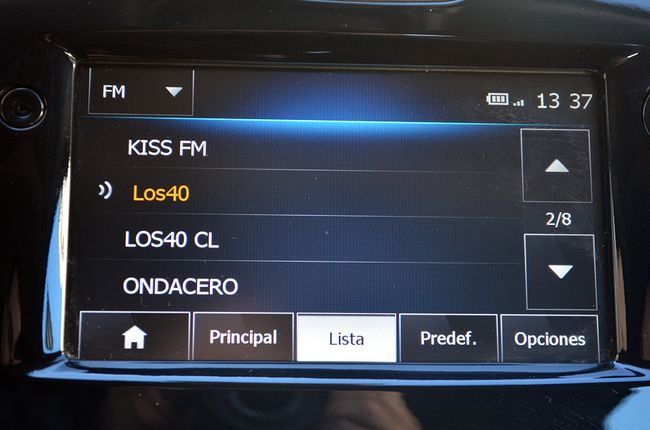 FM
13 37
KISS FM
Los40
LOS40 CL
2/8
ONDACERO
Principal
Lista
Predef.
Opciones